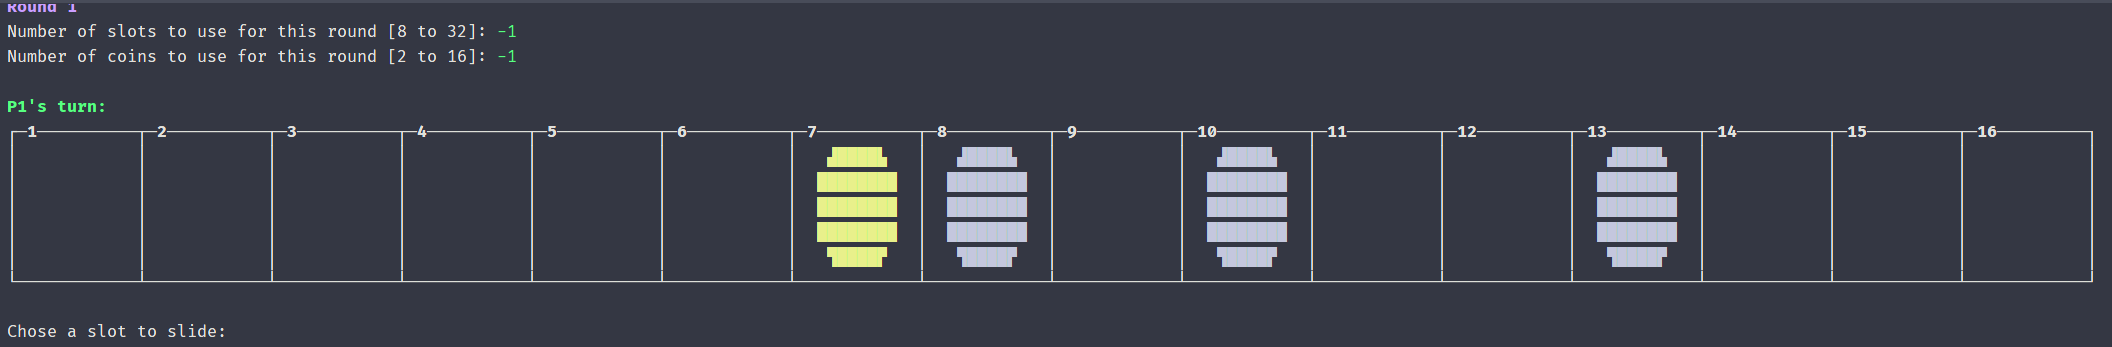 Round 1
Number of slots to use for this round [8 to 32]: -1
Number of coins to use for this round [2 to 16]: -1
P1's turn:
1 2 3 4 5 6 7 8 9 10 11 12 13 14 15 16
Chose a slot to slide: